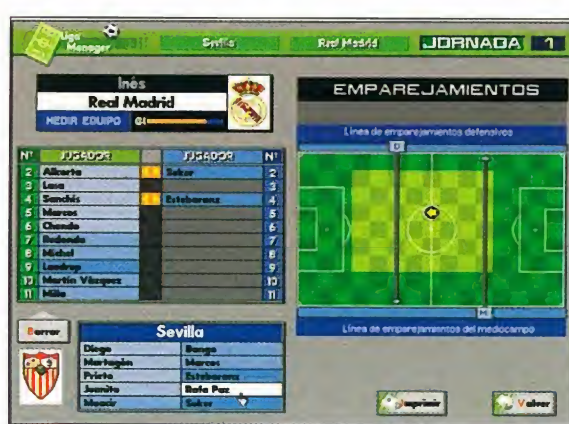 Liga Manager
Sevilla Real Madrid JORNADA 1
Inés
Real Madrid
MEDIR EQUIPO
EMPAREJAMIENTOS
Línea de emparejamientos defensivos
D
Nº JUGADOR JUGADOR Nº
2 Alkorta Suker 2
3 Lasa 3
4 Sanchis Estebaranz 4
5 Marcos 5
6 Chendo 6
7 Redondo 7
8 Michel 8
9 Laudrup 9
10 Martín Vázquez 10
11 Milla 11
M
Línea de emparejamientos del mediocampo
Borrar
Sevilla
Diego Bango
Martagón Marcos
Prieto Estebaranz
Juanito Rafa Paz
Moacir Suker
Imprimir Volver